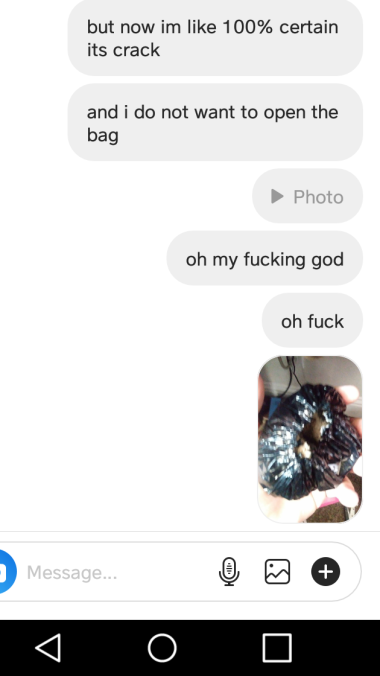 but now im like 100% certain
its crack
and i do not want to open the
bag
Photo
oh my fucking god
oh fuck
Message...